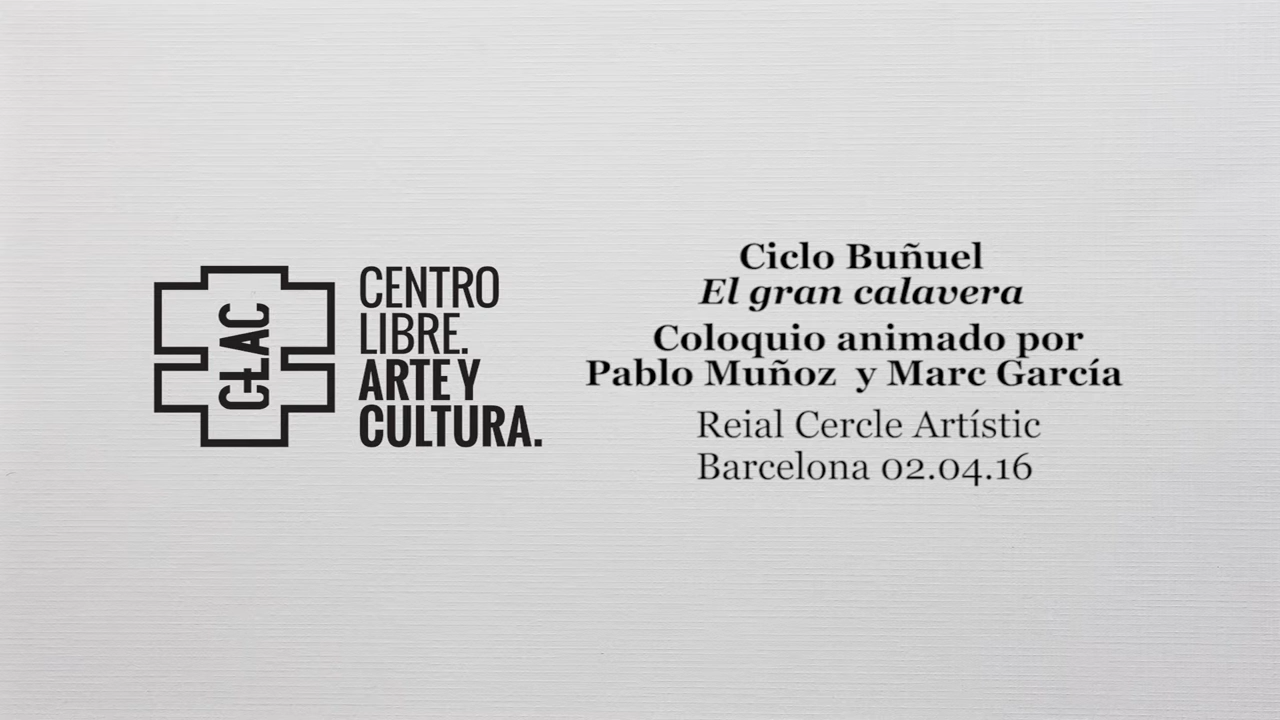 CLAC
CENTRO
LIBRE.
ARTE Y
CULTURA.
Ciclo Buñuel
El gran calavera
Coloquio animado por
Pablo Muñoz y Marc García
Reial Cercle Artístic
Barcelona 02.04.16